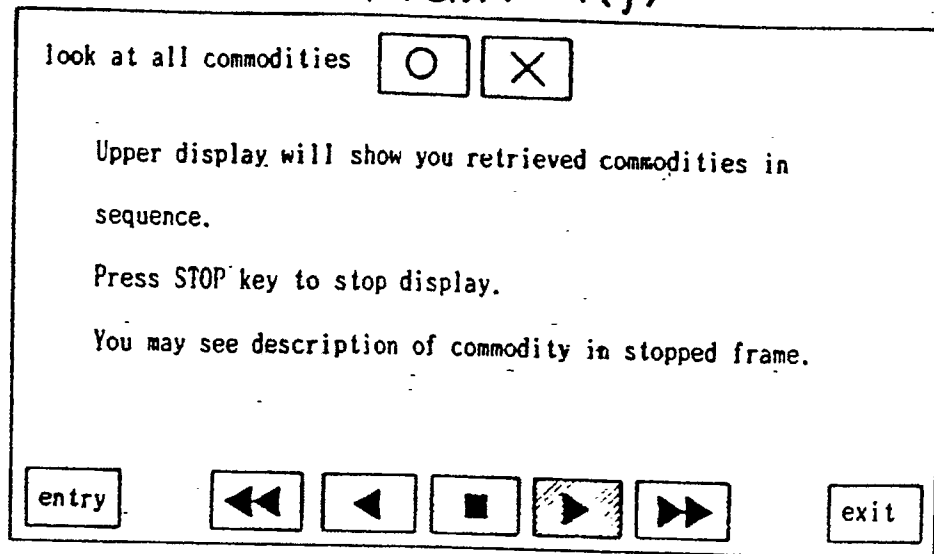 look at all commodities
Upper display will show you retrieved commodities in
sequence.
Press STOP key to stop display.
You may see description of commodity in stopped frame.
entry
exit